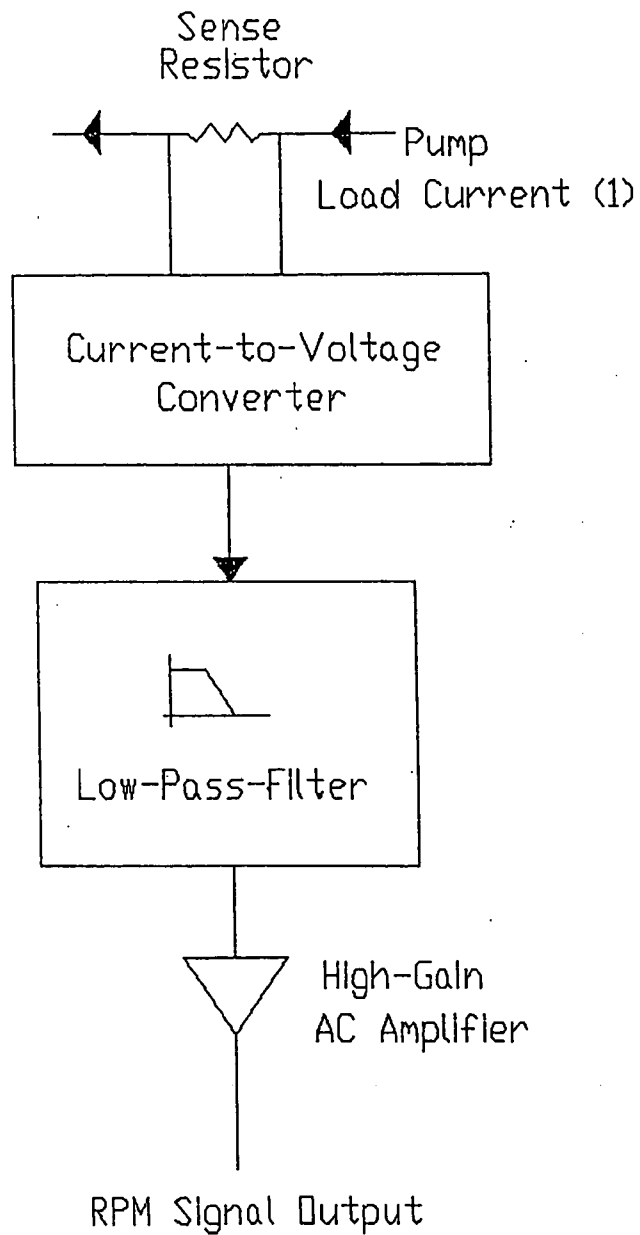 Sense
Resistor
Pump
Load Current (1)
Current-to-Voltage
Converter
Low-Pass-Filter
High-Gain
AC Amplifier
RPM Signal Output